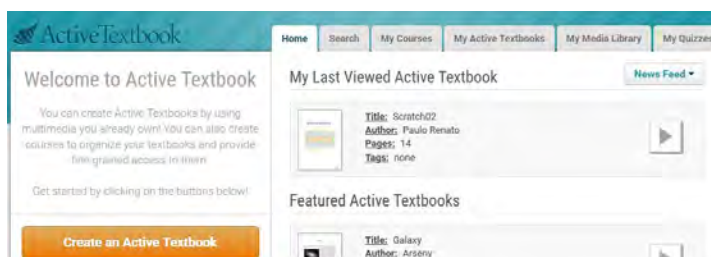 ActiveTextbook
Home Search My Courses My Active Textbooks My Media Library My Quizzes
Welcome to Active Textbook
You can create Active Textbooks by using
multimedia you already own! You can also create
courses to organize your textbooks and provide
fine grained access to them.
Get started by clicking on the buttons below!
Create an Active Textbook
My Last Viewed Active Textbook
News Feed
Title: Scratch02
Author: Paulo Renato
Pages: 14
Tags: none
Featured Active Textbooks
Title: Galaxy
Author: Arseny